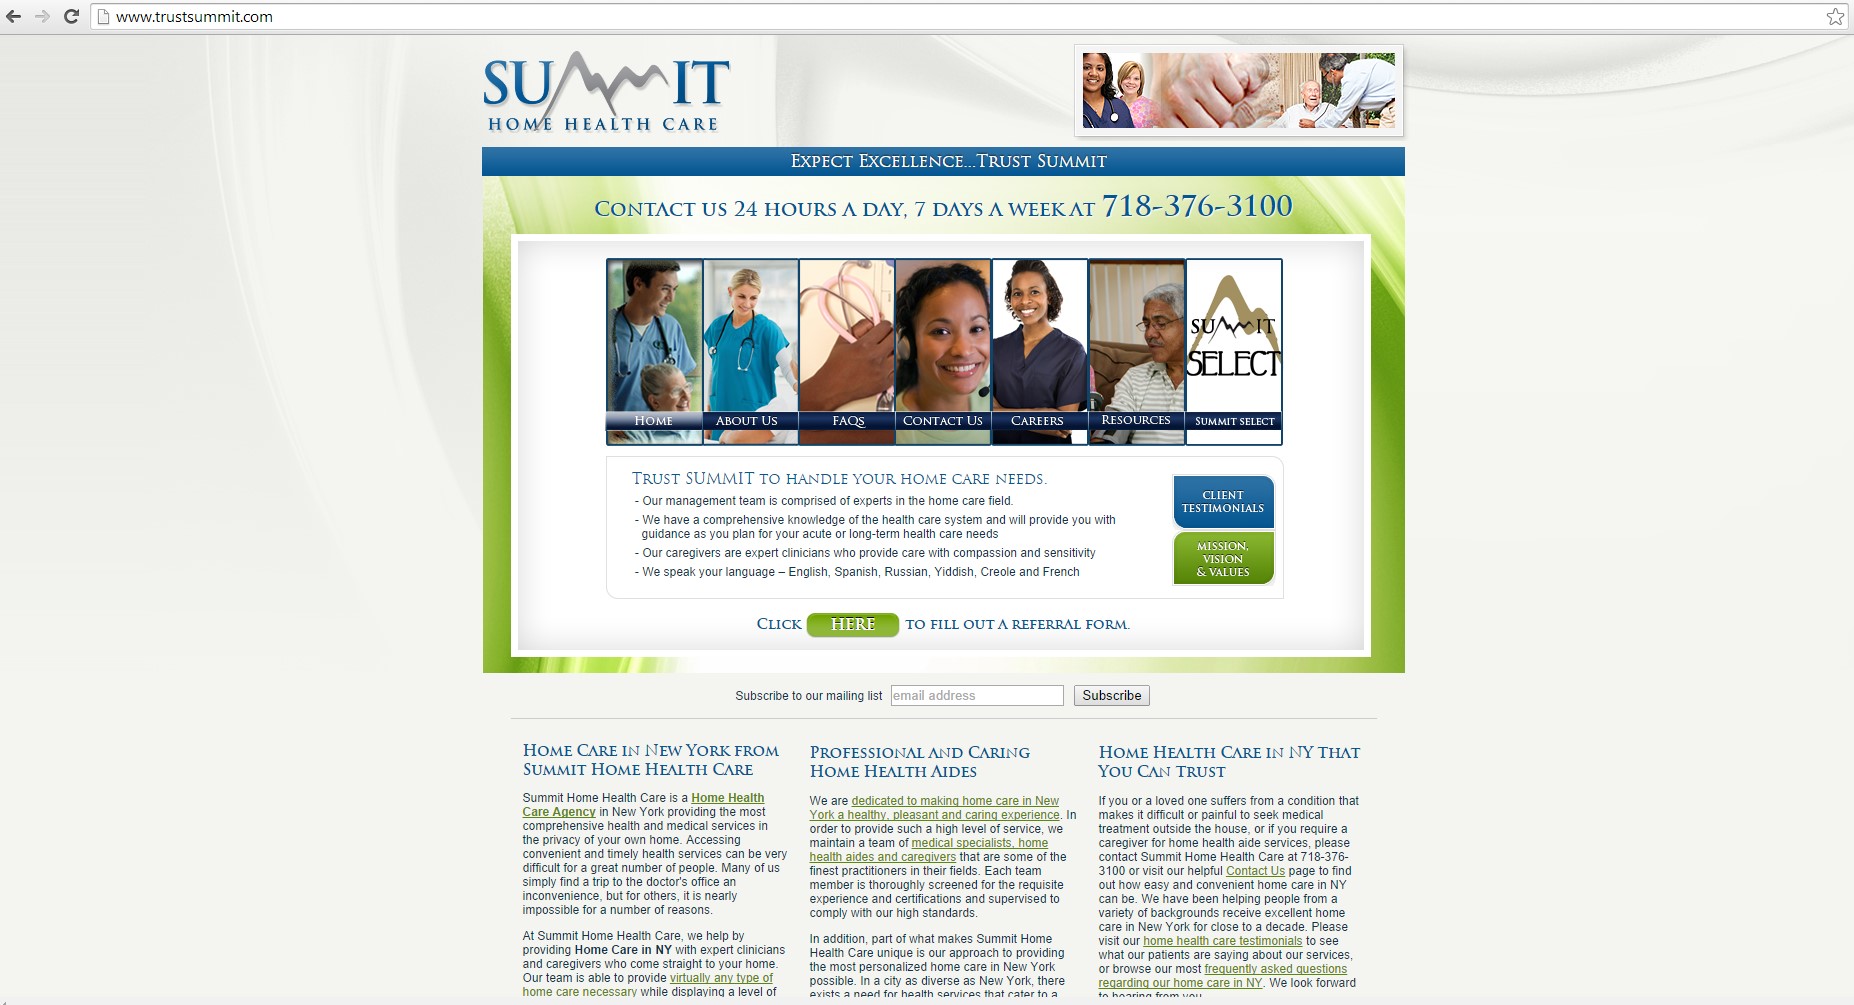 www.trustsummit.com
SUMMIT
HOME HEALTH CARE
Expect Excellence...Trust Summit
Contact us 24 hours a day, 7 days a week at 718-376-3100
SUMMIT
SELECT
Home
About Us
FAQs
Contact Us
Careers
Resources
Summit Select
Trust SUMMIT to handle your home care needs.
- Our management team is comprised of experts in the home care field.
- We have a comprehensive knowledge of the health care system and will provide you with
guidance as you plan for your acute or long-term health care needs
- Our caregivers are expert clinicians who provide care with compassion and sensitivity
- We speak your language – English, Spanish, Russian, Yiddish, Creole and French
CLIENT
TESTIMONIALS
MISSION,
VISION
& VALUES
Click HERE to fill out a referral form.
Subscribe to our mailing list email address Subscribe
Home Care in New York from
Summit Home Health Care
Summit Home Health Care is a Home Health
Care Agency in New York providing the most
comprehensive health and medical services in
the privacy of your own home. Accessing
convenient and timely health services can be very
difficult for a great number of people. Many of us
simply find a trip to the doctor's office an
inconvenience, but for others, it is nearly
impossible for a number of reasons.
At Summit Home Health Care, we help by
providing Home Care in NY with expert clinicians
and caregivers who come straight to your home.
Our team is able to provide virtually any type of
home care necessary while displaying a level of
Professional and Caring
Home Health Aides
We are dedicated to making home care in New
York a healthy, pleasant and caring experience. In
order to provide such a high level of service, we
maintain a team of medical specialists, home
health aides and caregivers that are some of the
finest practitioners in their fields. Each team
member is thoroughly screened for the requisite
experience and certifications and supervised to
comply with our high standards.
In addition, part of what makes Summit Home
Health Care unique is our approach to providing
the most personalized home care in New York
possible. In a city as diverse as New York, there
exists a need for health services that cater to a
Home Health Care in NY That
You Can Trust
If you or a loved one suffers from a condition that
makes it difficult or painful to seek medical
treatment outside the house, or if you require a
caregiver for home health aide services, please
contact Summit Home Health Care at 718-376-
3100 or visit our helpful Contact Us page to find
out how easy and convenient home care in NY
can be. We have been helping people from a
variety of backgrounds receive excellent home
care in New York for close to a decade. Please
visit our home health care testimonials to see
what our patients are saying about our services,
or browse our most frequently asked questions
regarding our home care in NY. We look forward
to hearing from you